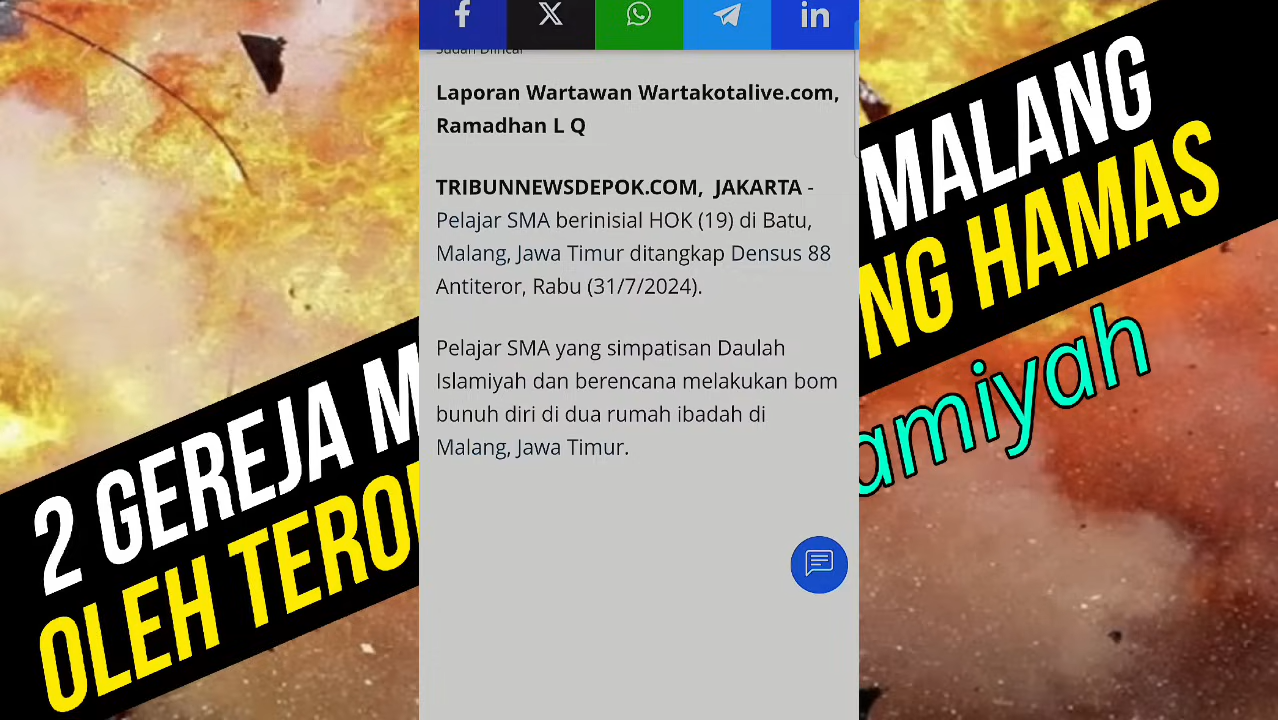 Laporan Wartawan Wartakotalive.com,
Ramadhan L Q
TRIBUNNEWSDEPOK.COM, JAKARTA -
Pelajar SMA berinisial HOK (19) di Batu,
Malang, Jawa Timur ditangkap Densus 88
Antiteror, Rabu (31/7/2024).
Pelajar SMA yang simpatisan Daulah
Islamiyah dan berencana melakukan bom
bunuh diri di dua rumah ibadah di
Malang, Jawa Timur.
2 GEREJA M
MALANG
OLEH TERO
NG HAMAS
amiyah